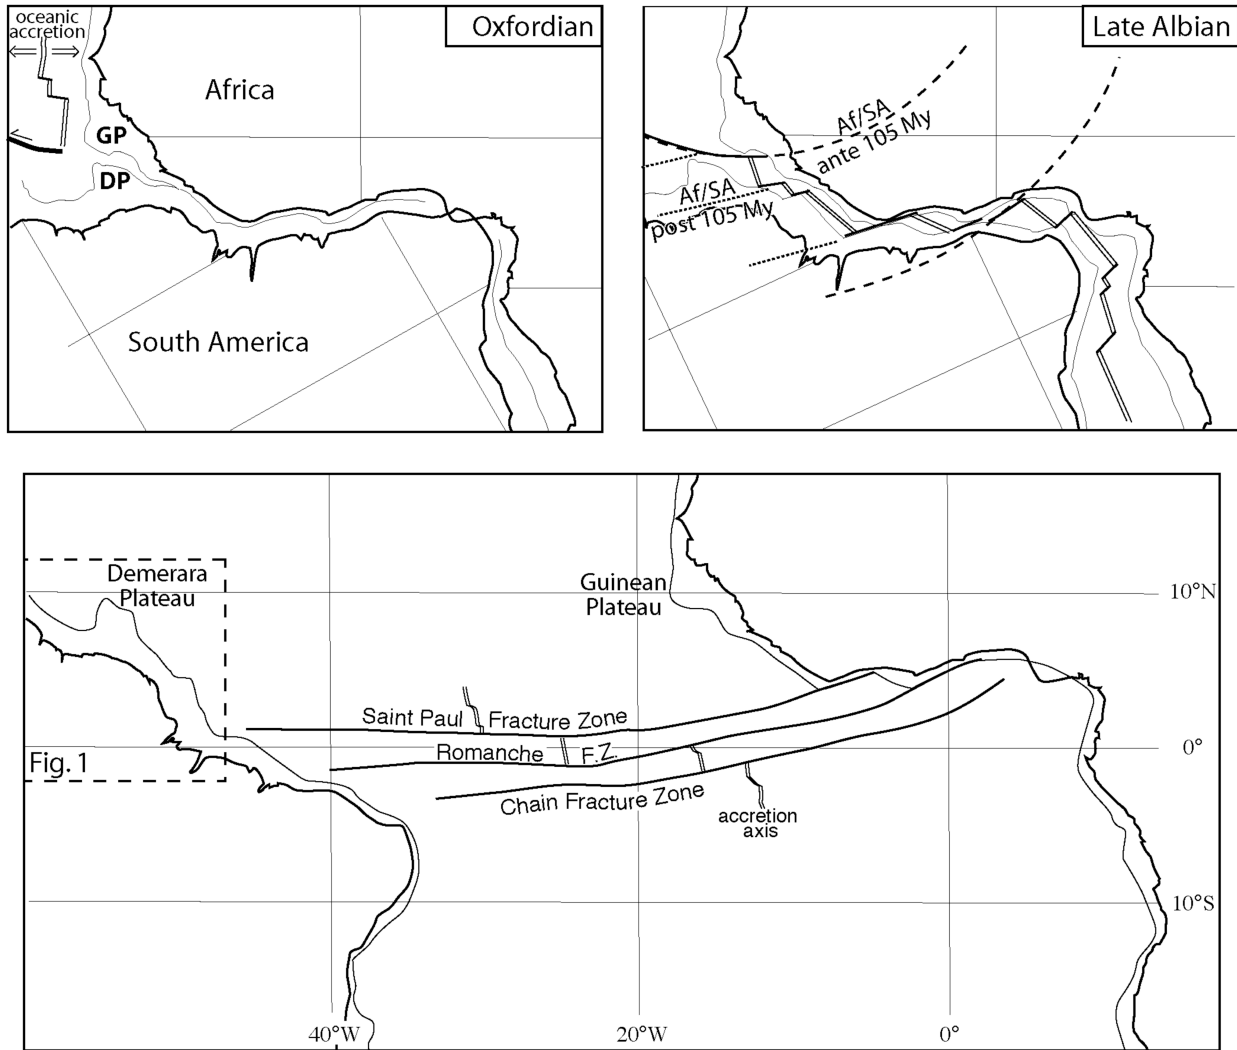 oceanic
accretion
Oxfordian
Africa
GP
DP
South America
Late Albian
Af/SA
ante 105 My
Af/SA
post 105 My
Demerara
Plateau
Guinean
Plateau
10°N
Saint Paul Fracture Zone
Romanche F.Z.
0°
Fig. 1
Chain Fracture Zone
accretion
axis
10°S
40°W
20°W
0°